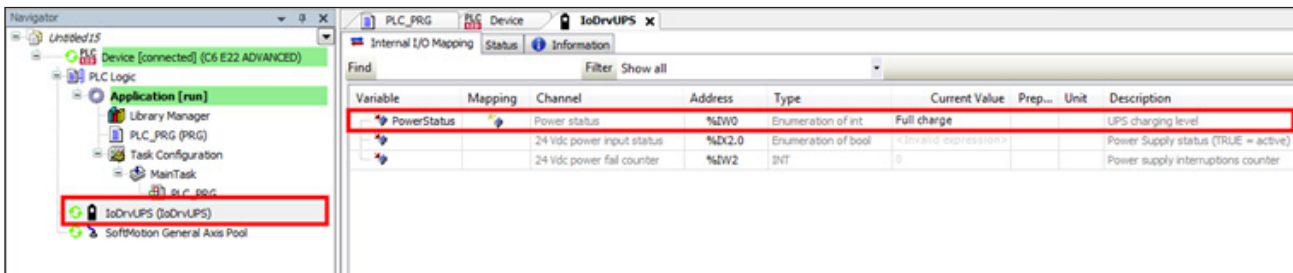 Navigator
Untitled15
Device [connected] (C6 E22 ADVANCED)
PLC Logic
Application [run]
Library Manager
PLC_PRG (PRG)
Task Configuration
MainTask
PLC_PRG
IoDrvUPS (IoDrvUPS)
SoftMotion General Axis Pool
PLC_PRG Device IoDrvUPS X
Internal I/O Mapping Status Information
Find Filter Show all
Variable Mapping Channel Address Type Current Value Prep... Unit Description
PowerStatus Power status %IW0 Enumeration of int Full charge UPS charging level
24 Vdc power input status %IX2.0 Enumeration of bool <Invalid expression> Power Supply status (TRUE = active)
24 Vdc power fail counter %IW2 INT 0 Power supply interruptions counter